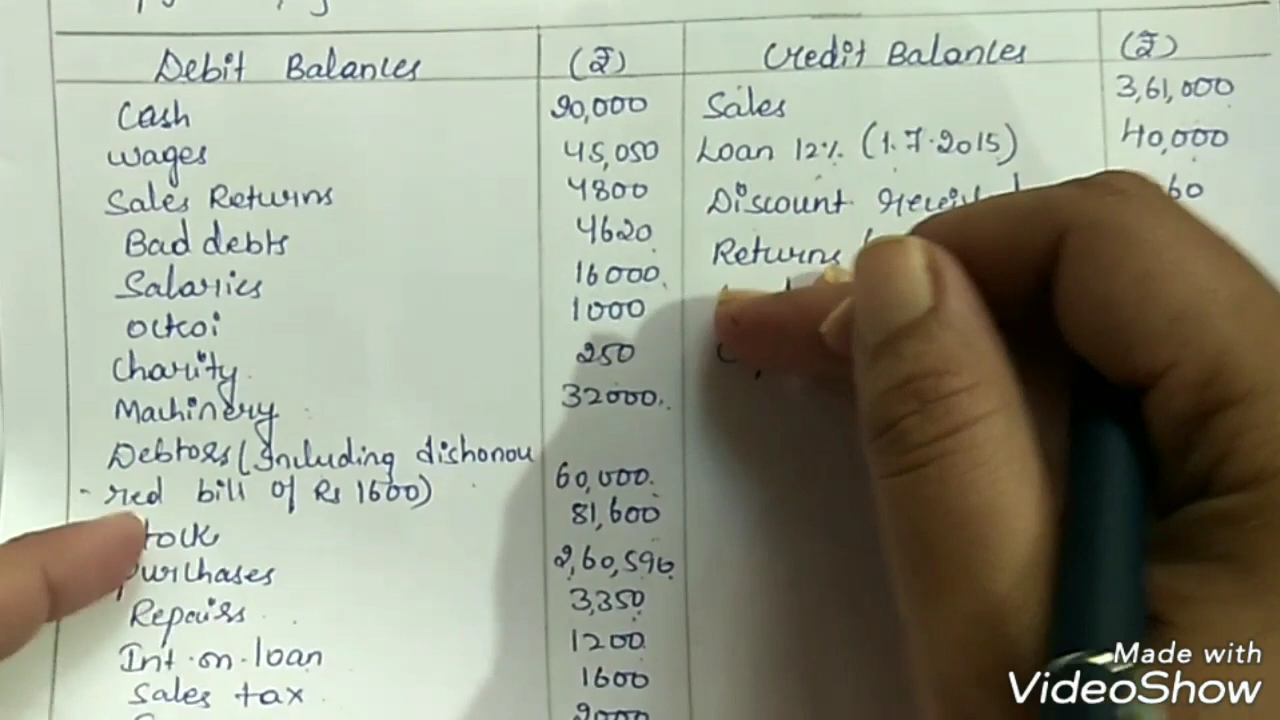 Debit Balances (₹) Credit Balances (₹)
Cash 20,000 Sales 3,61,000
Wages 45,050 Loan 12% (1.7.2015) 40,000
Sales Returns 4800 Discount
Bad debts 4620 Returns
Salaries 16000
Octroi 1000
Charity 250
Machinery 32000
Debtors (Including dishonou
-red bill of Rs 1600) 60,000
81,600
Purchases 2,60,590
Repairs 3,350
Int. on. loan 1200
Sales tax 1600
Made with
VideoShow